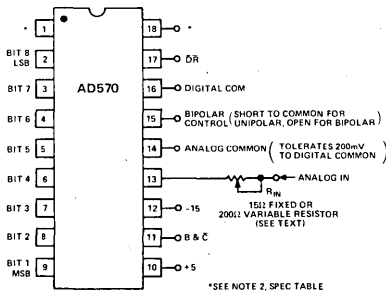 * 1 18 *
BIT 8 LSB 2 17 D̅R̅
BIT 7 3 AD570 16 DIGITAL COM
BIT 6 4 15 BIPOLAR CONTROL (SHORT TO COMMON FOR UNIPOLAR, OPEN FOR BIPOLAR)
BIT 5 5 14 ANALOG COMMON (TOLERATES 200mV TO DIGITAL COMMON)
BIT 4 6 13 ANALOG IN
RIN
15Ω FIXED OR
200Ω VARIABLE RESISTOR
(SEE TEXT)
BIT 3 7 12 -15
BIT 2 8 11 B & C̅
BIT 1 MSB 9 10 +5
*SEE NOTE 2, SPEC TABLE